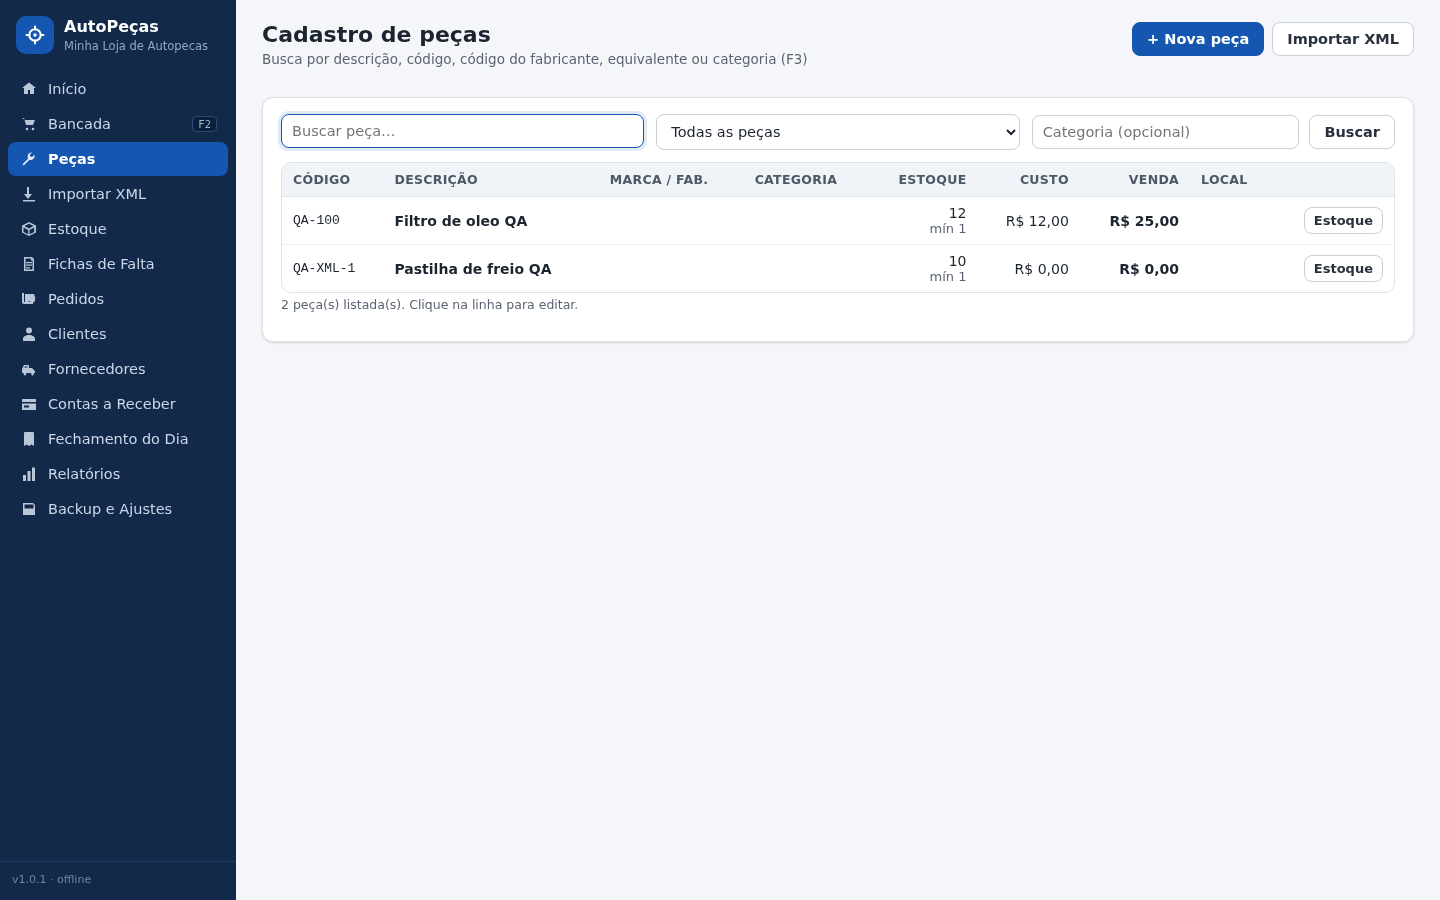 AutoPeças
Minha Loja de Autopecas
Início
Bancada F2
Peças
Importar XML
Estoque
Fichas de Falta
Pedidos
Clientes
Fornecedores
Contas a Receber
Fechamento do Dia
Relatórios
Backup e Ajustes
v1.0.1 · offline
Cadastro de peças
Busca por descrição, código, código do fabricante, equivalente ou categoria (F3)
+ Nova peça Importar XML
Buscar peça... Todas as peças Categoria (opcional) Buscar
CÓDIGO DESCRIÇÃO MARCA / FAB. CATEGORIA ESTOQUE CUSTO VENDA LOCAL
QA-100 Filtro de oleo QA 12 mín 1 R$ 12,00 R$ 25,00 Estoque
QA-XML-1 Pastilha de freio QA 10 mín 1 R$ 0,00 R$ 0,00 Estoque
2 peça(s) listada(s). Clique na linha para editar.